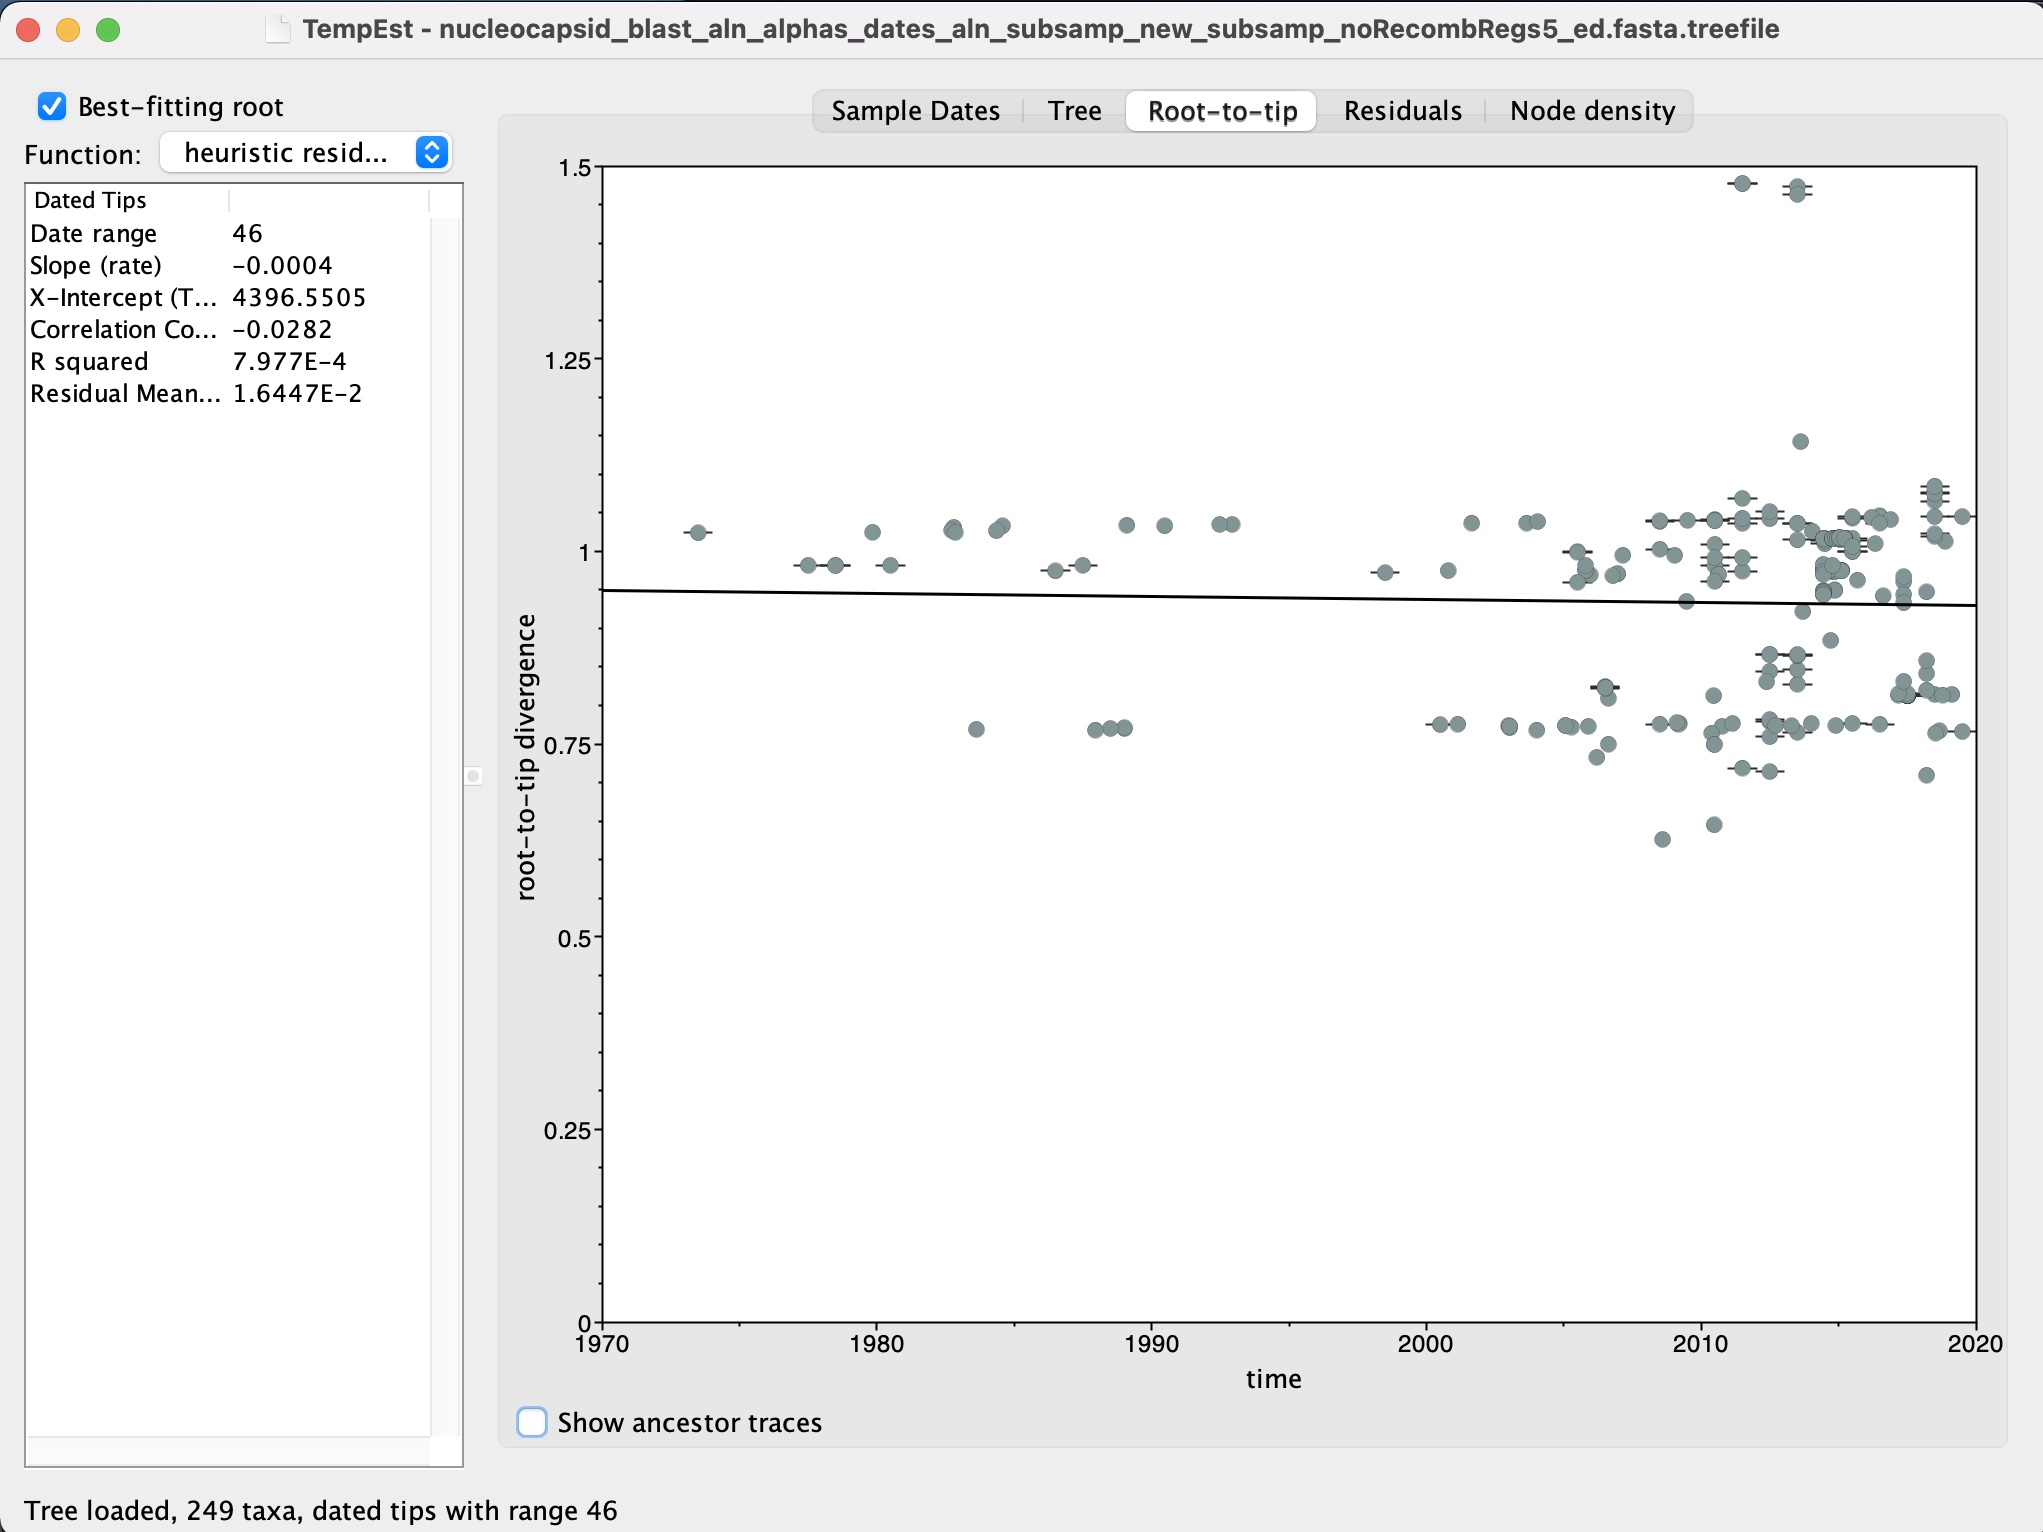 TempEst - nucleocapsid_blast_aln_alphas_dates_aln_subsamp_new_subsamp_noRecombRegs5_ed.fasta.treefile
Best-fitting root
Function: heuristic resid...
Dated Tips
Date range 46
Slope (rate) -0.0004
X-Intercept (T... 4396.5505
Correlation Co... -0.0282
R squared 7.977E-4
Residual Mean... 1.6447E-2
Sample Dates Tree Root-to-tip Residuals Node density
1.5
1.25
1
0.75
0.5
0.25
0
root-to-tip divergence
1970 1980 1990 2000 2010 2020
time
Show ancestor traces
Tree loaded, 249 taxa, dated tips with range 46